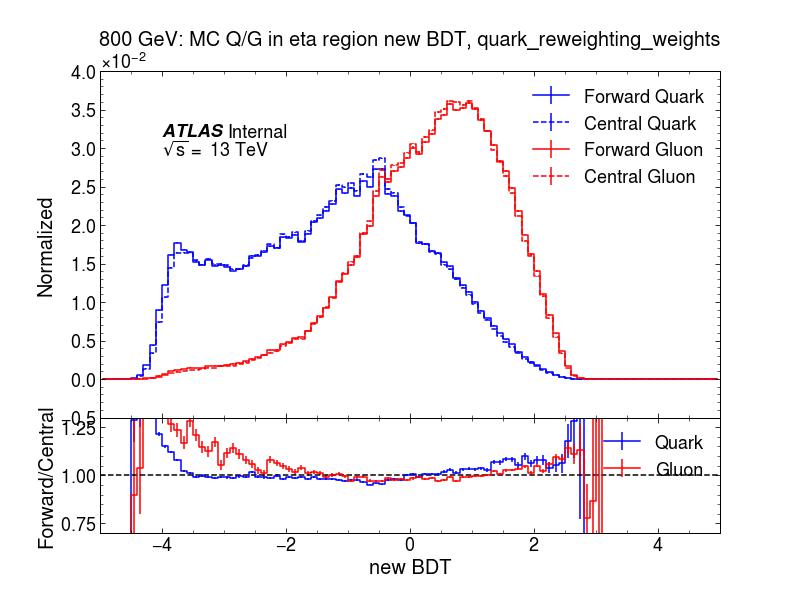 800 GeV: MC Q/G in eta region new BDT, quark_reweighting_weights
×10⁻²
4.0
3.5
3.0
2.5
2.0
1.5
1.0
0.5
0.0
−0.5
Normalized
ATLAS Internal
√s = 13 TeV
Forward Quark
Central Quark
Forward Gluon
Central Gluon
1.25
1.00
0.75
Forward/Central
Quark
Gluon
−4 −2 0 2 4
new BDT